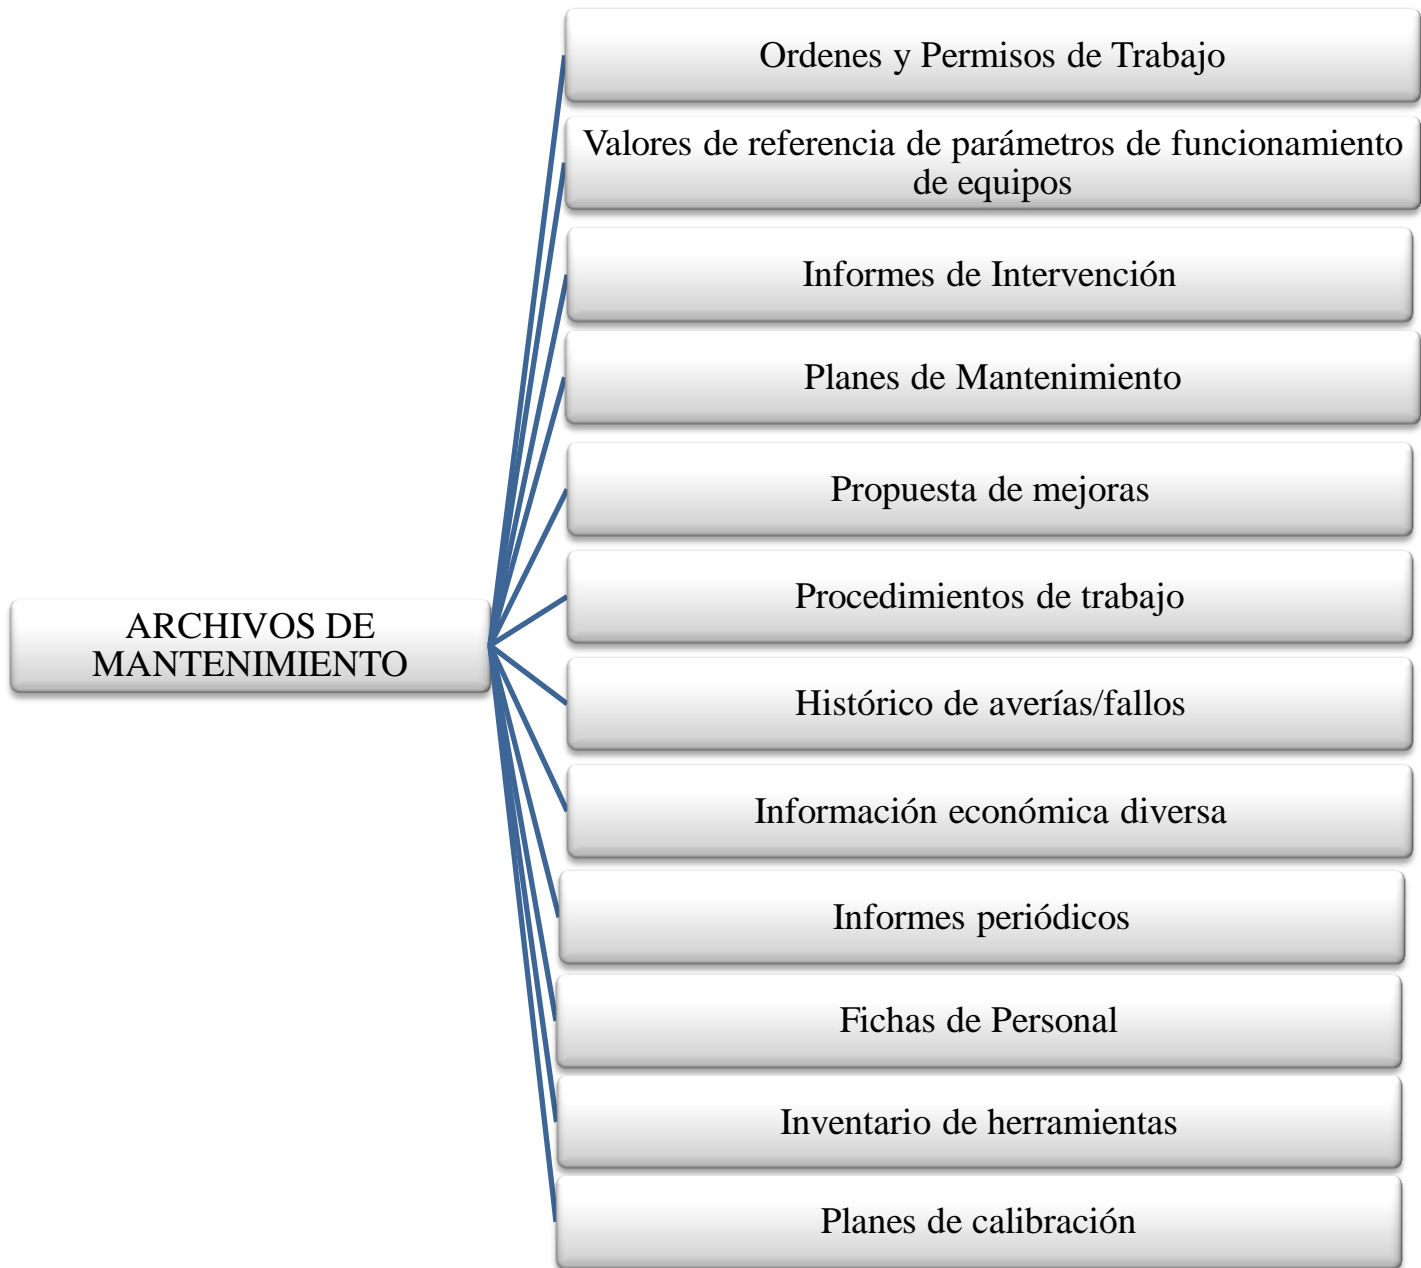 Ordenes y Permisos de Trabajo
Valores de referencia de parámetros de funcionamiento
de equipos
Informes de Intervención
Planes de Mantenimiento
Propuesta de mejoras
Procedimientos de trabajo
ARCHIVOS DE
MANTENIMIENTO
Histórico de averías/fallos
Información económica diversa
Informes periódicos
Fichas de Personal
Inventario de herramientas
Planes de calibración